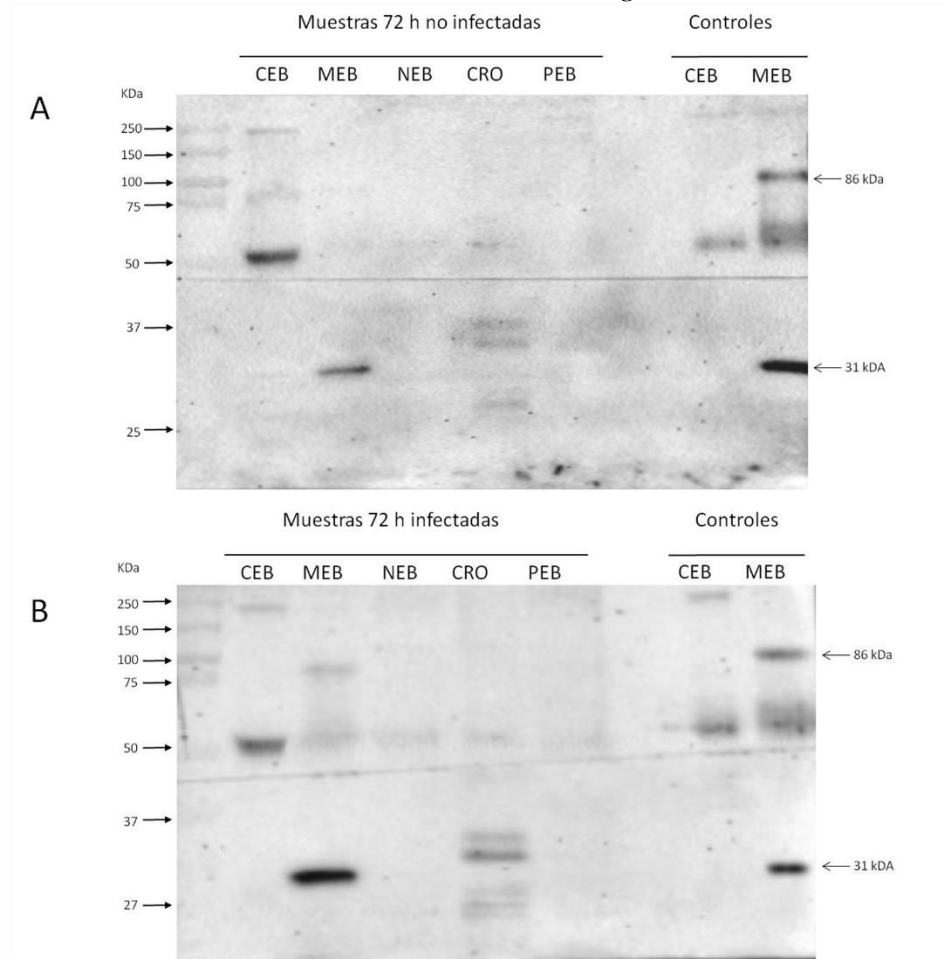 Muestras 72 h no infectadas Controles
CEB MEB NEB CRO PEB CEB MEB
A
KDa
250
150
100
75
50
37
25
86 kDa
31 kDA
Muestras 72 h infectadas Controles
CEB MEB NEB CRO PEB CEB MEB
B
KDa
250
150
100
75
50
37
27
86 kDa
31 kDA